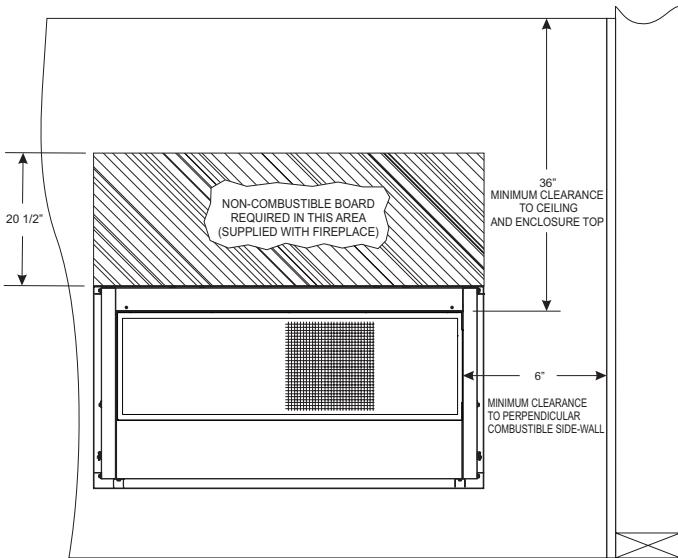 20 1/2"
NON-COMBUSTIBLE BOARD
REQUIRED IN THIS AREA
(SUPPLIED WITH FIREPLACE)
36"
MINIMUM CLEARANCE
TO CEILING
AND ENCLOSURE TOP
6"
MINIMUM CLEARANCE
TO PERPENDICULAR
COMBUSTIBLE SIDE-WALL